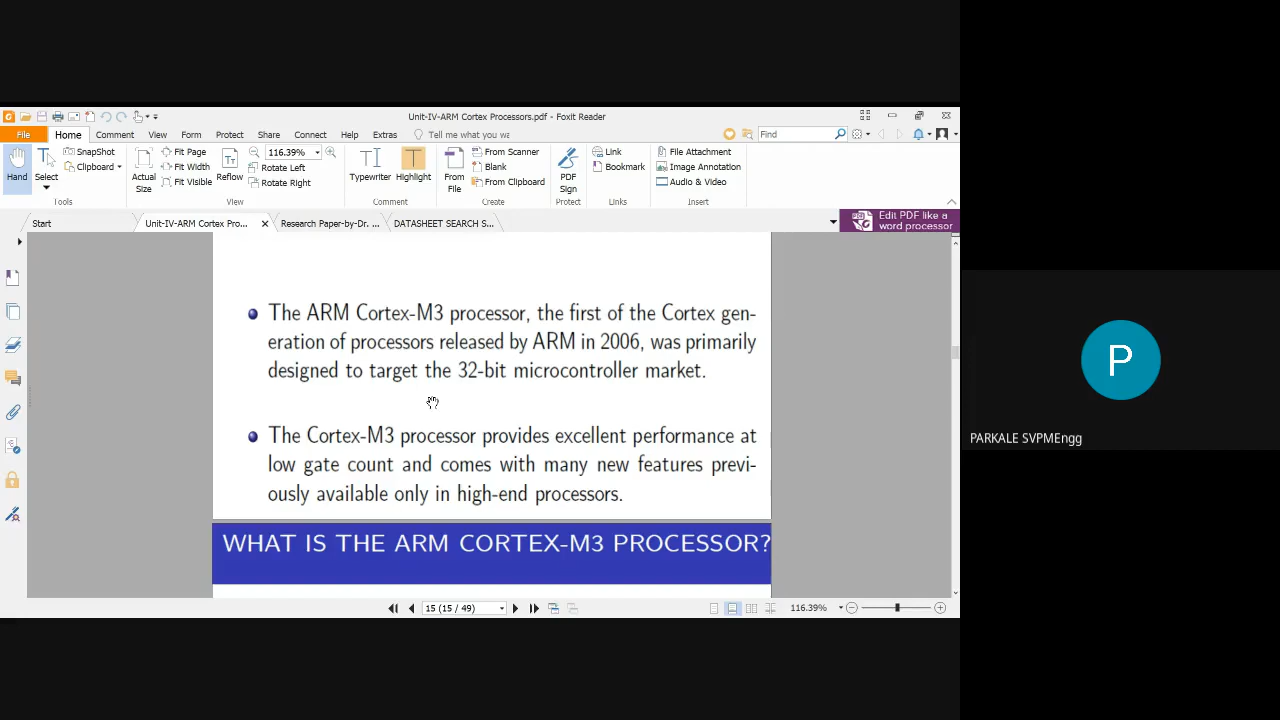 Unit-IV-ARM Cortex Processors.pdf - Foxit Reader
File Home Comment View Form Protect Share Connect Help Extras Tell me what you wa Find
Hand
Select
SnapShot
Clipboard
Tools
Actual Size
Fit Page
Fit Width
Fit Visible
Reflow
116.39%
Rotate Left
Rotate Right
View
Typewriter
Highlight
Comment
From File
From Scanner
Blank
From Clipboard
Create
PDF Sign
Protect
Link
Bookmark
Links
File Attachment
Image Annotation
Audio & Video
Insert
Start Unit-IV-ARM Cortex Pro... Research Paper-by-Dr. ... DATASHEET SEARCH S...
Edit PDF like a
word processor
The ARM Cortex-M3 processor, the first of the Cortex gen-
eration of processors released by ARM in 2006, was primarily
designed to target the 32-bit microcontroller market.
The Cortex-M3 processor provides excellent performance at
low gate count and comes with many new features previ-
ously available only in high-end processors.
WHAT IS THE ARM CORTEX-M3 PROCESSOR?
15 (15 / 49) 116.39%
P
PARKALE SVPMEngg